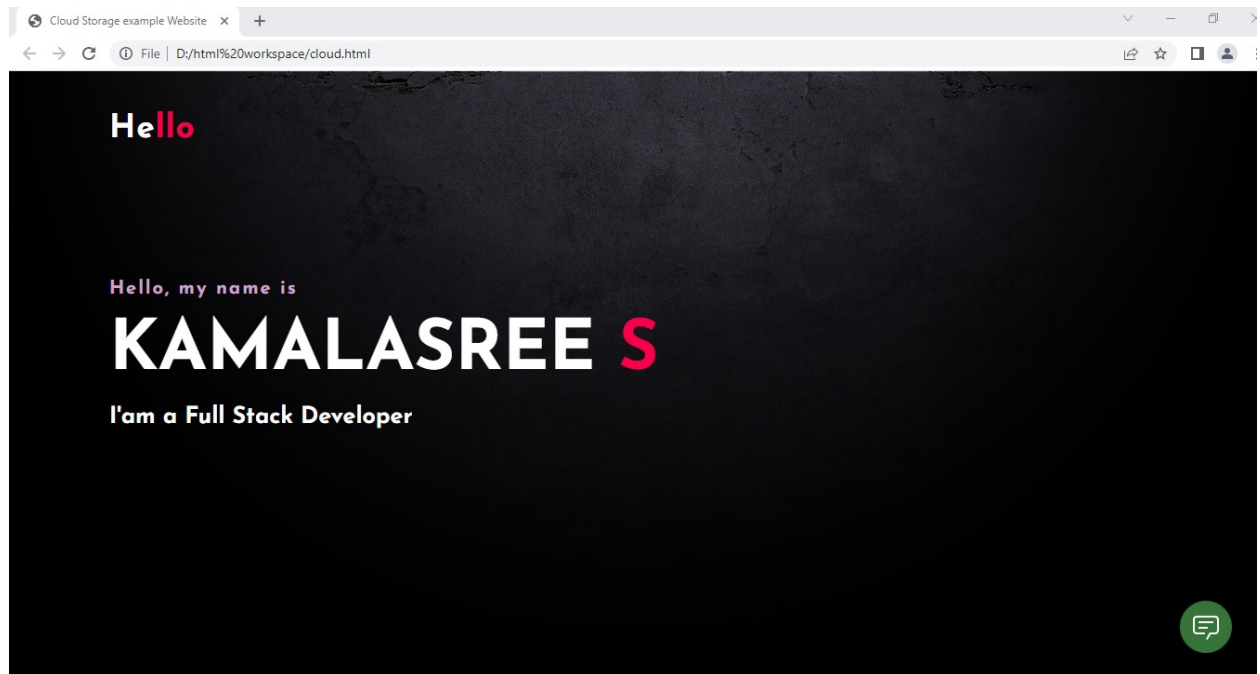 Cloud Storage example Website
File | D:/html%20workspace/cloud.html
Hello
Hello, my name is
KAMALASREE S
I'am a Full Stack Developer